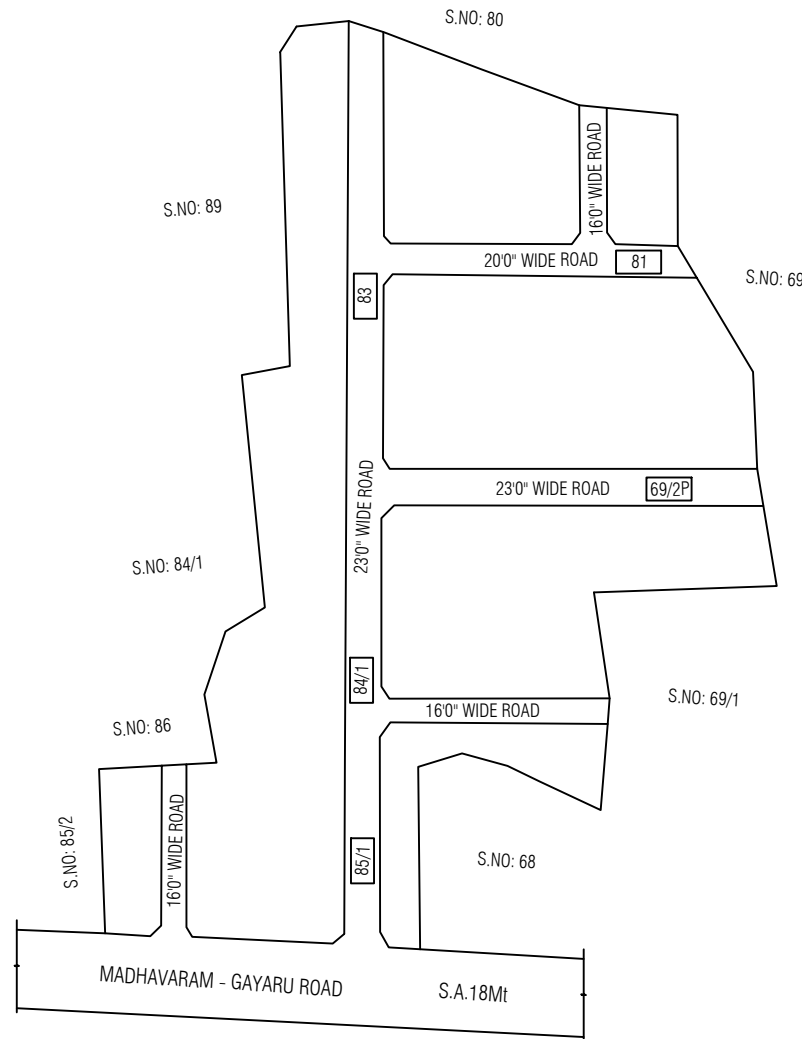 S.NO: 80
16'0" WIDE ROAD
S.NO: 89
20'0" WIDE ROAD
81
S.NO: 69
83
23'0" WIDE ROAD
23'0" WIDE ROAD
69/2P
S.NO: 84/1
84/1
S.NO: 69/1
16'0" WIDE ROAD
S.NO: 86
S.NO: 85/2
16'0" WIDE ROAD
85/1
S.NO: 68
MADHAVARAM - GAYARU ROAD
S.A.18Mt